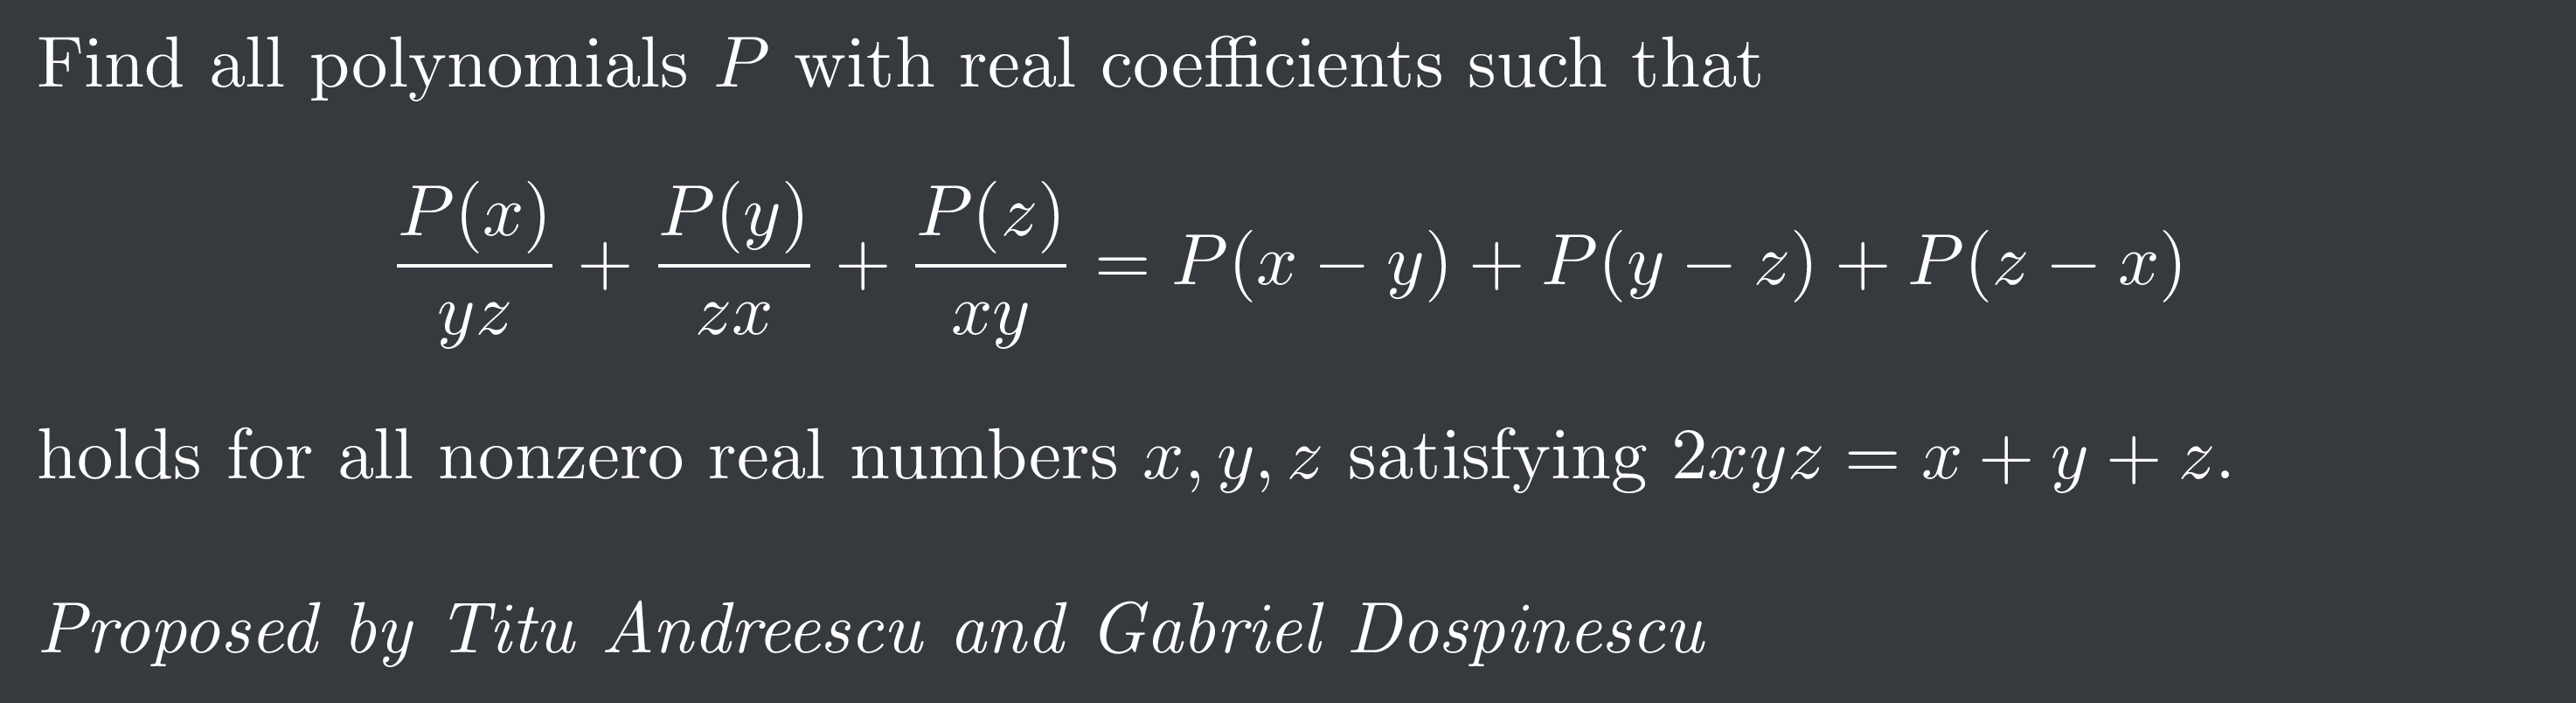 Find all polynomials P with real coefficients such that
P(x)/yz + P(y)/zx + P(z)/xy = P(x − y) + P(y − z) + P(z − x)
holds for all nonzero real numbers x, y, z satisfying 2xyz = x + y + z.
Proposed by Titu Andreescu and Gabriel Dospinescu